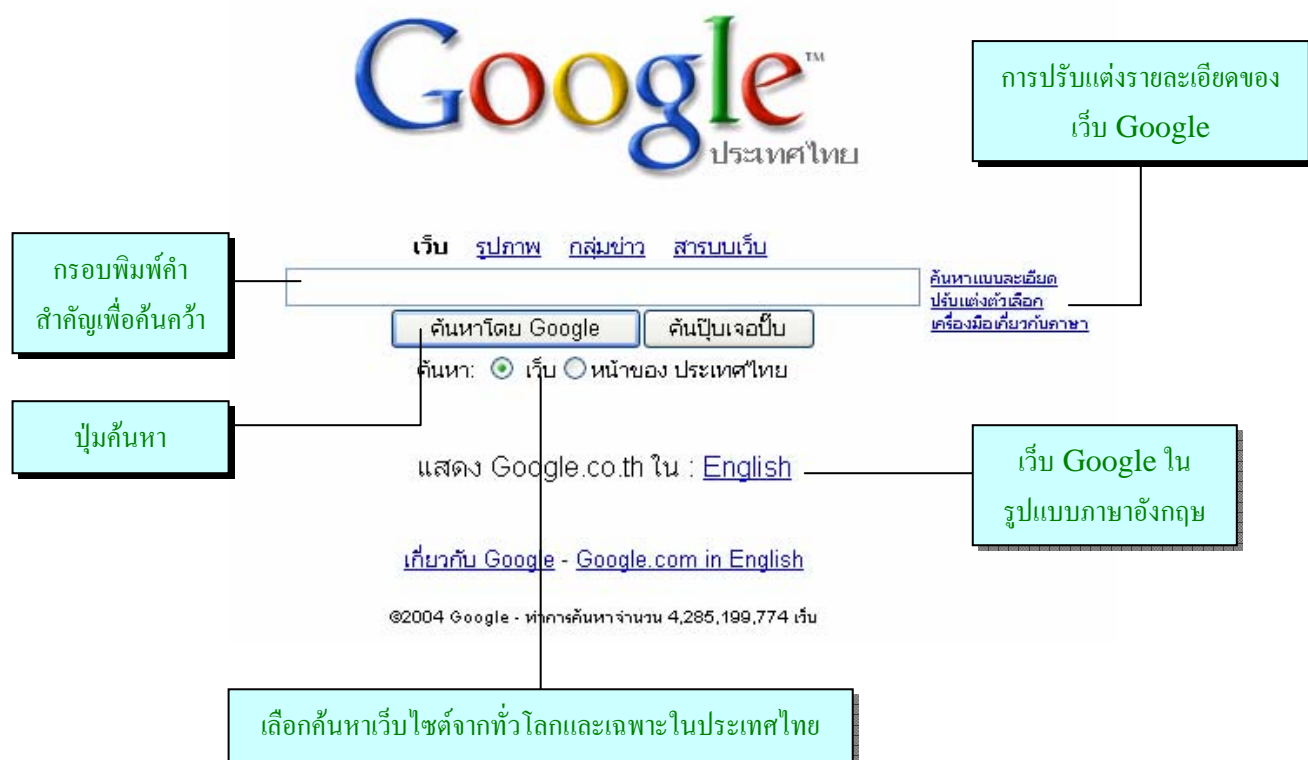 Google™
ประเทศไทย
การปรับแต่งรายละเอียดของ
เว็บ Google
กรอบพิมพ์คำ
สำคัญเพื่อค้นคว้า
เว็บ รูปภาพ กลุ่มข่าว สารบบเว็บ
ค้นหาแบบละเอียด
ปรับแต่งตัวเลือก
เครื่องมือเกี่ยวกับภาษา
ค้นหาโดย Google ค้นปุ๊บเจอปั๊บ
ค้นหา: เว็บ หน้าของ ประเทศไทย
ปุ่มค้นหา
แสดง Google.co.th ใน : English
เว็บ Google ใน
รูปแบบภาษาอังกฤษ
เกี่ยวกับ Google - Google.com in English
©2004 Google - ทำการค้นหาจำนวน 4,285,199,774 เว็บ
เลือกค้นหาเว็บไซต์จากทั่วโลกและเฉพาะในประเทศไทย